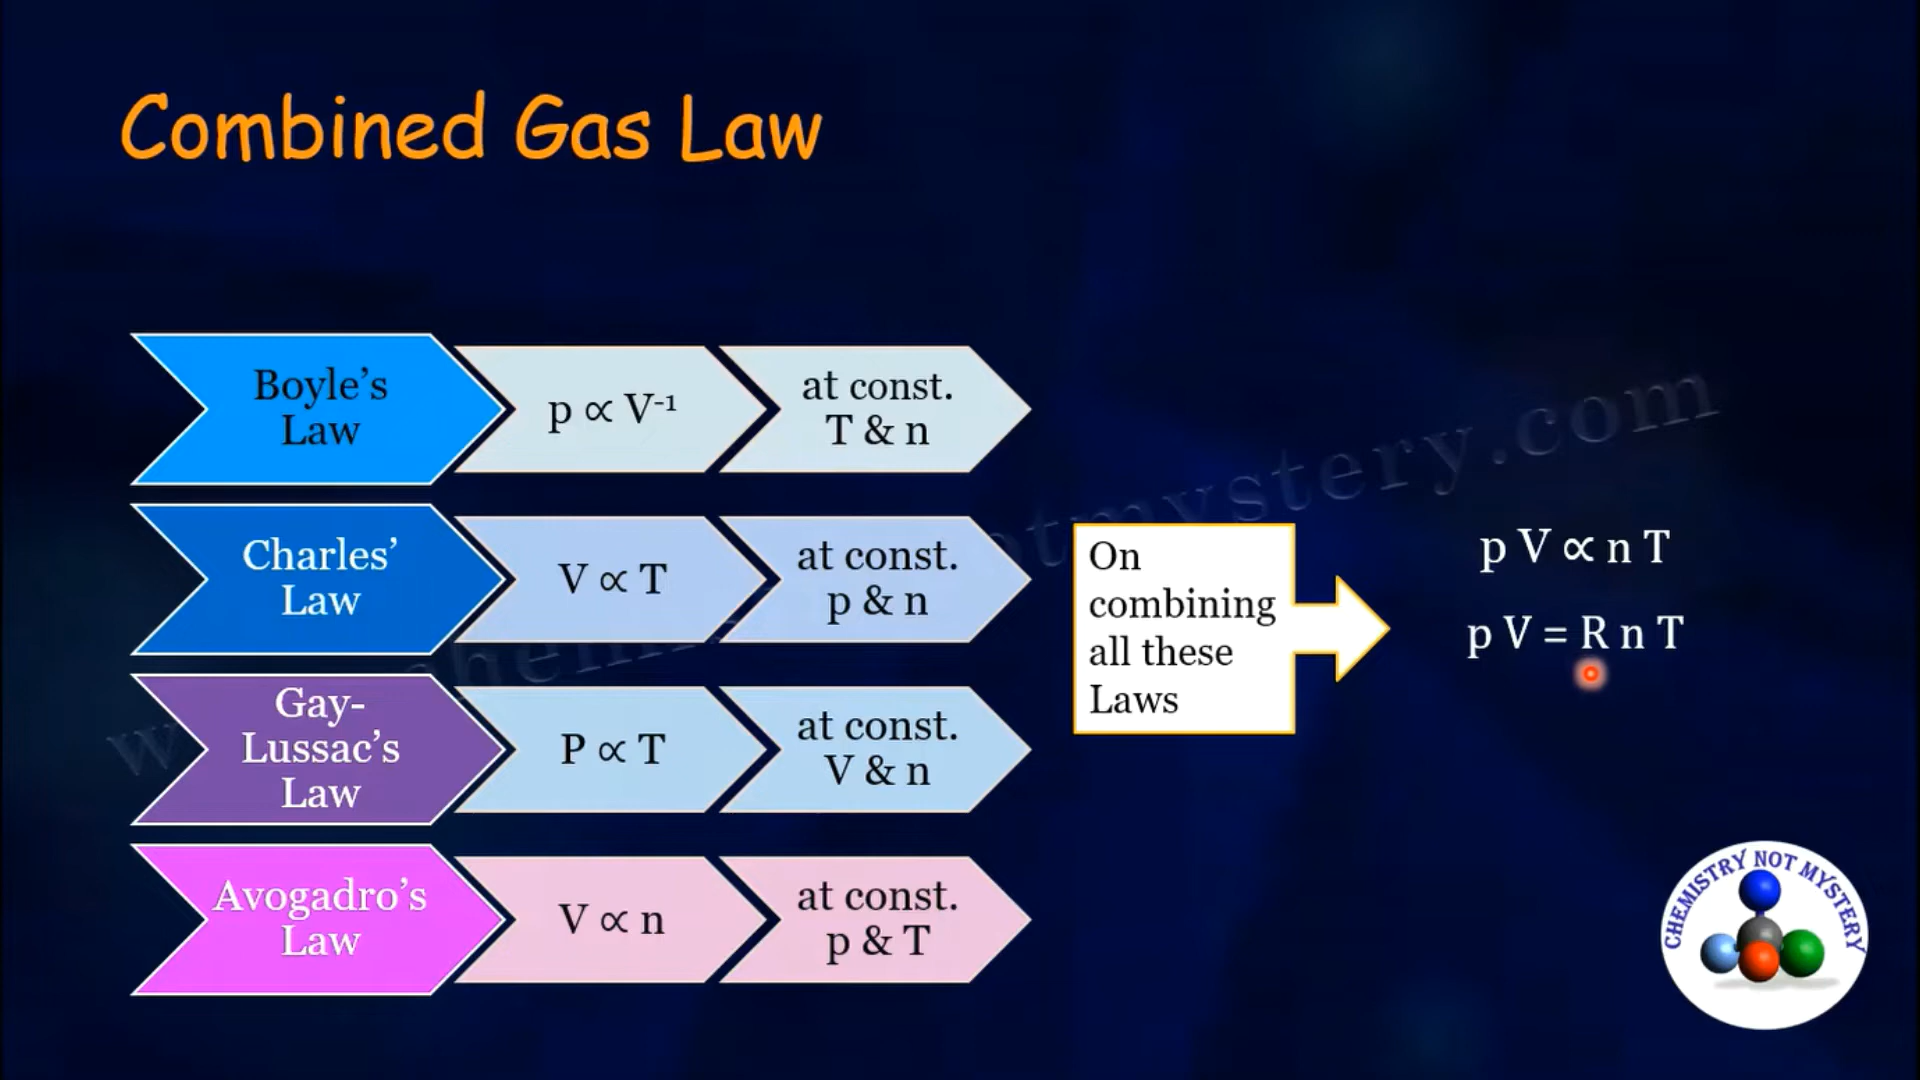 Combined Gas Law
Boyle’s
Law
p ∝ V⁻¹
at const.
T & n
Charles’
Law
V ∝ T
at const.
p & n
Gay-
Lussac’s
Law
P ∝ T
at const.
V & n
Avogadro’s
Law
V ∝ n
at const.
p & T
On
combining
all these
Laws
p V ∝ n T
p V = R n T
CHEMISTRY NOT MYSTERY